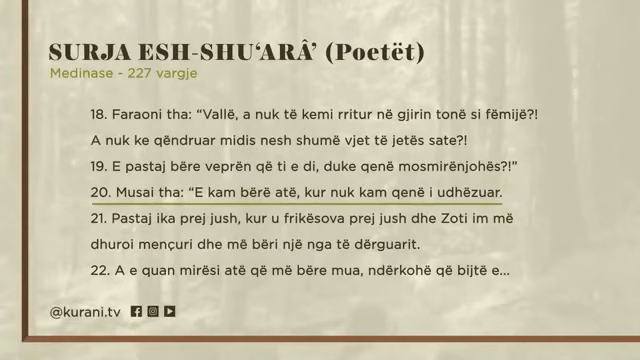 SURJA ESH-SHU‘ARÂ’ (Poetët)
Medinase - 227 vargje
18. Faraoni tha: “Vallë, a nuk të kemi rritur në gjirin tonë si fëmijë?!
A nuk ke qëndruar midis nesh shumë vjet të jetës sate?!
19. E pastaj bëre veprën që ti e di, duke qenë mosmirënjohës?!”
20. Musai tha: “E kam bërë atë, kur nuk kam qenë i udhëzuar.
21. Pastaj ika prej jush, kur u frikësova prej jush dhe Zoti im më
dhuroi mençuri dhe më bëri një nga të dërguarit.
22. A e quan mirësi atë që më bëre mua, ndërkohë që bijtë e...
@kurani.tv